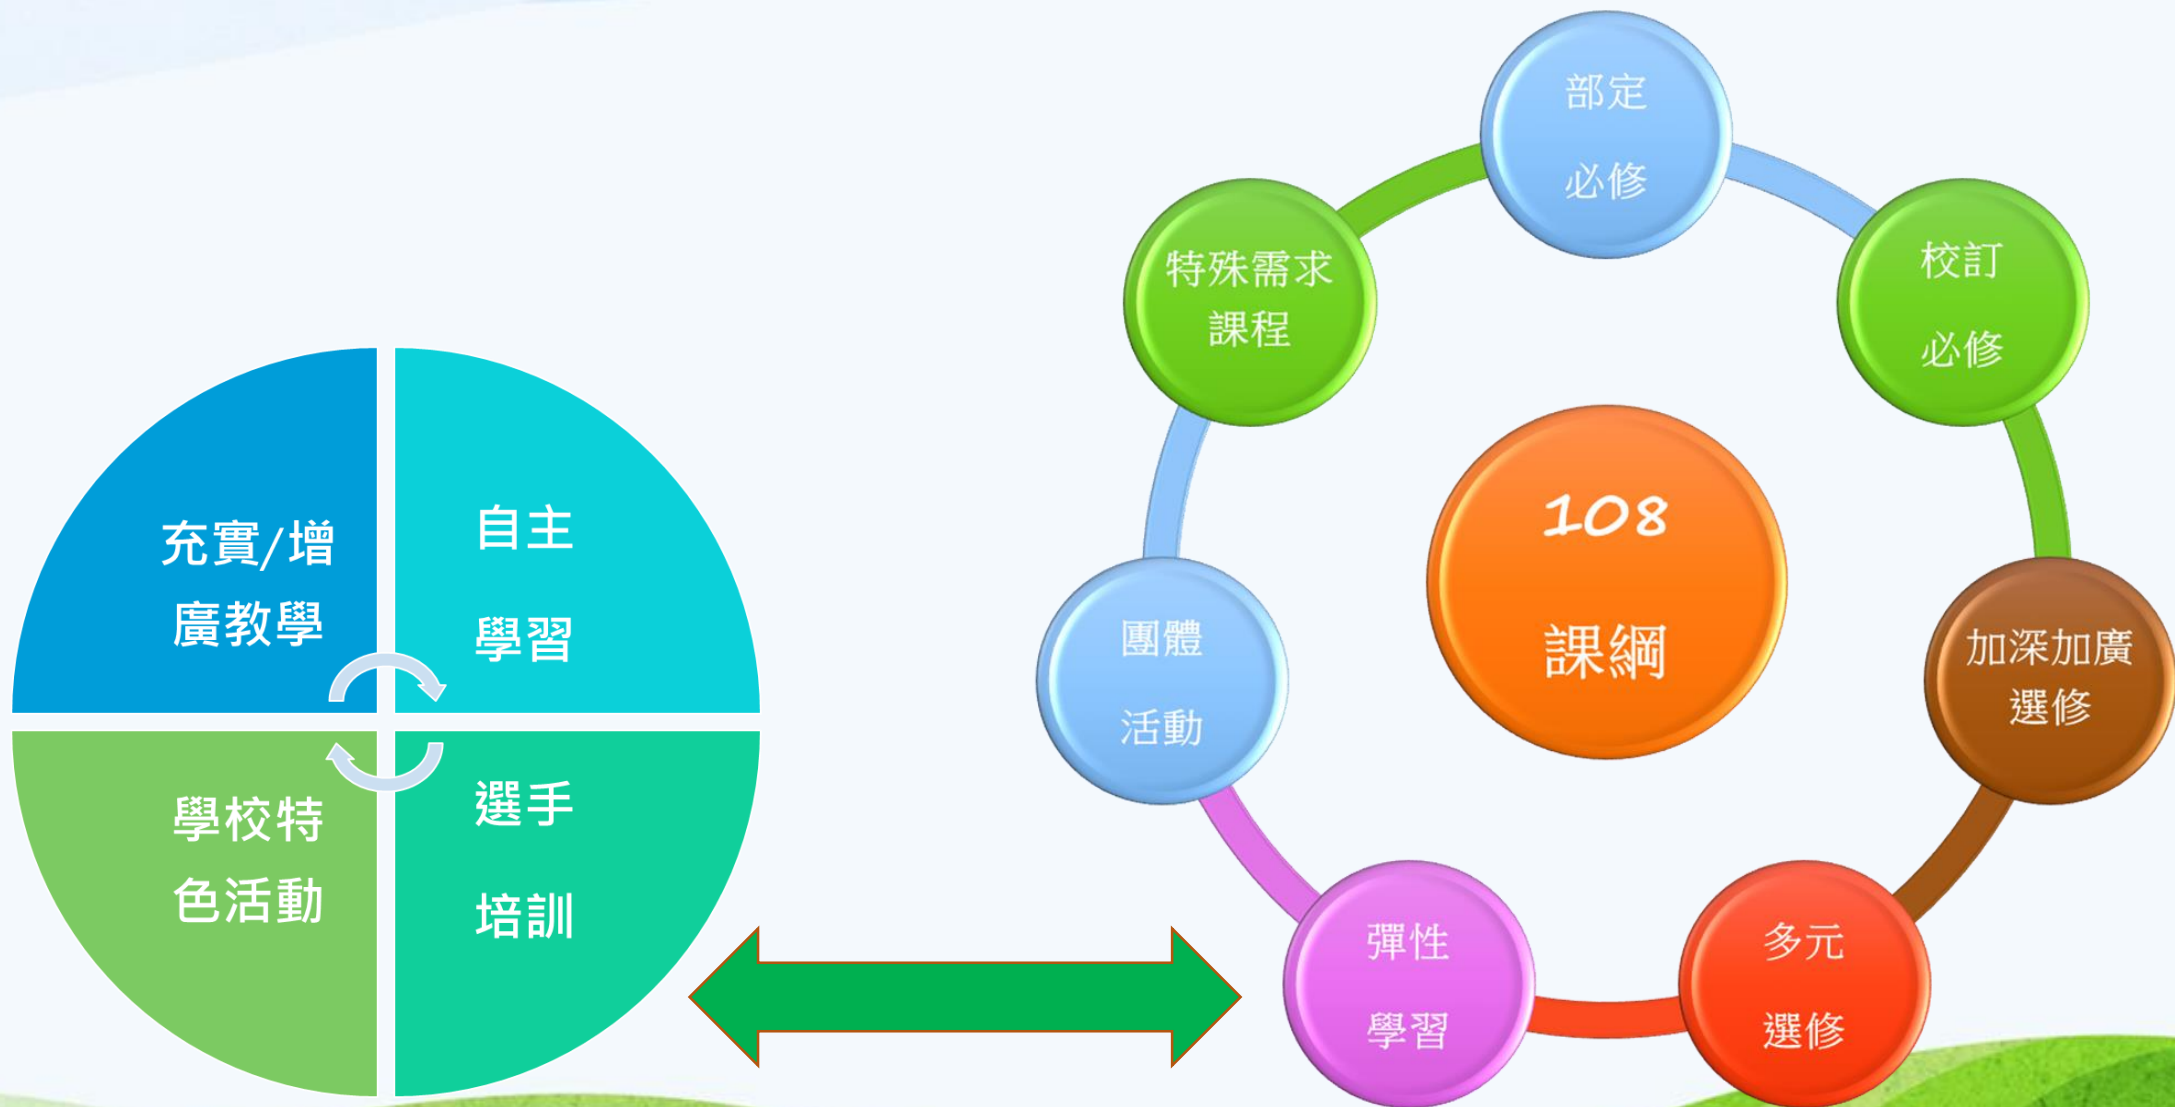 充實/增
廣教學
自主
學習
學校特
色活動
選手
培訓
108
課綱
部定
必修
校訂
必修
加深加廣
選修
多元
選修
彈性
學習
團體
活動
特殊需求
課程